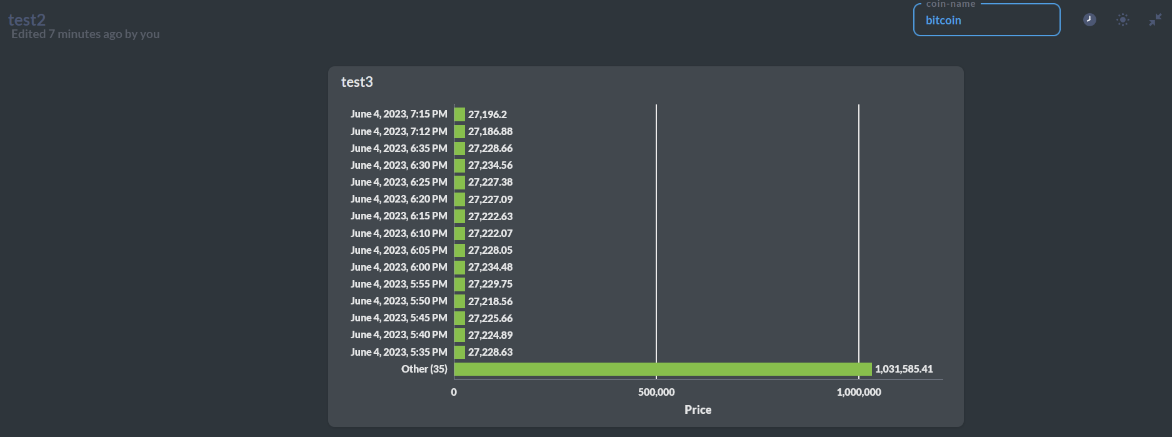 test2
Edited 7 minutes ago by you
coin-name
bitcoin
test3
June 4, 2023, 7:15 PM 27,196.2
June 4, 2023, 7:12 PM 27,186.88
June 4, 2023, 6:35 PM 27,228.66
June 4, 2023, 6:30 PM 27,234.56
June 4, 2023, 6:25 PM 27,227.38
June 4, 2023, 6:20 PM 27,227.09
June 4, 2023, 6:15 PM 27,222.63
June 4, 2023, 6:10 PM 27,222.07
June 4, 2023, 6:05 PM 27,228.05
June 4, 2023, 6:00 PM 27,234.48
June 4, 2023, 5:55 PM 27,229.75
June 4, 2023, 5:50 PM 27,218.56
June 4, 2023, 5:45 PM 27,225.66
June 4, 2023, 5:40 PM 27,224.89
June 4, 2023, 5:35 PM 27,228.63
Other (35) 1,031,585.41
0 500,000 1,000,000
Price